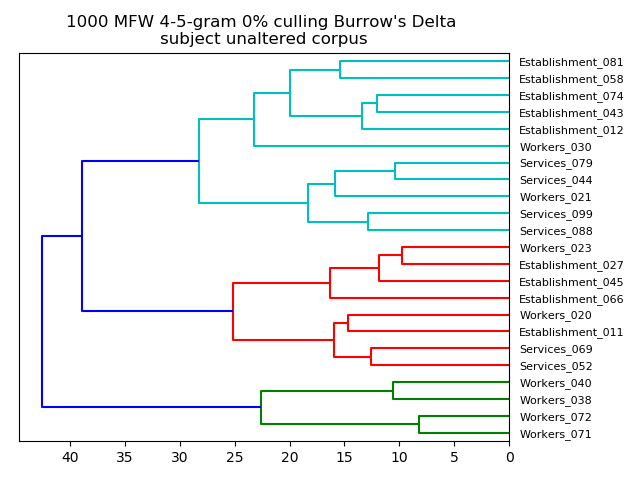 1000 MFW 4-5-gram 0% culling Burrow's Delta
subject unaltered corpus
Establishment_081
Establishment_058
Establishment_074
Establishment_043
Establishment_012
Workers_030
Services_079
Services_044
Workers_021
Services_099
Services_088
Workers_023
Establishment_027
Establishment_045
Establishment_066
Workers_020
Establishment_011
Services_069
Services_052
Workers_040
Workers_038
Workers_072
Workers_071
40 35 30 25 20 15 10 5 0